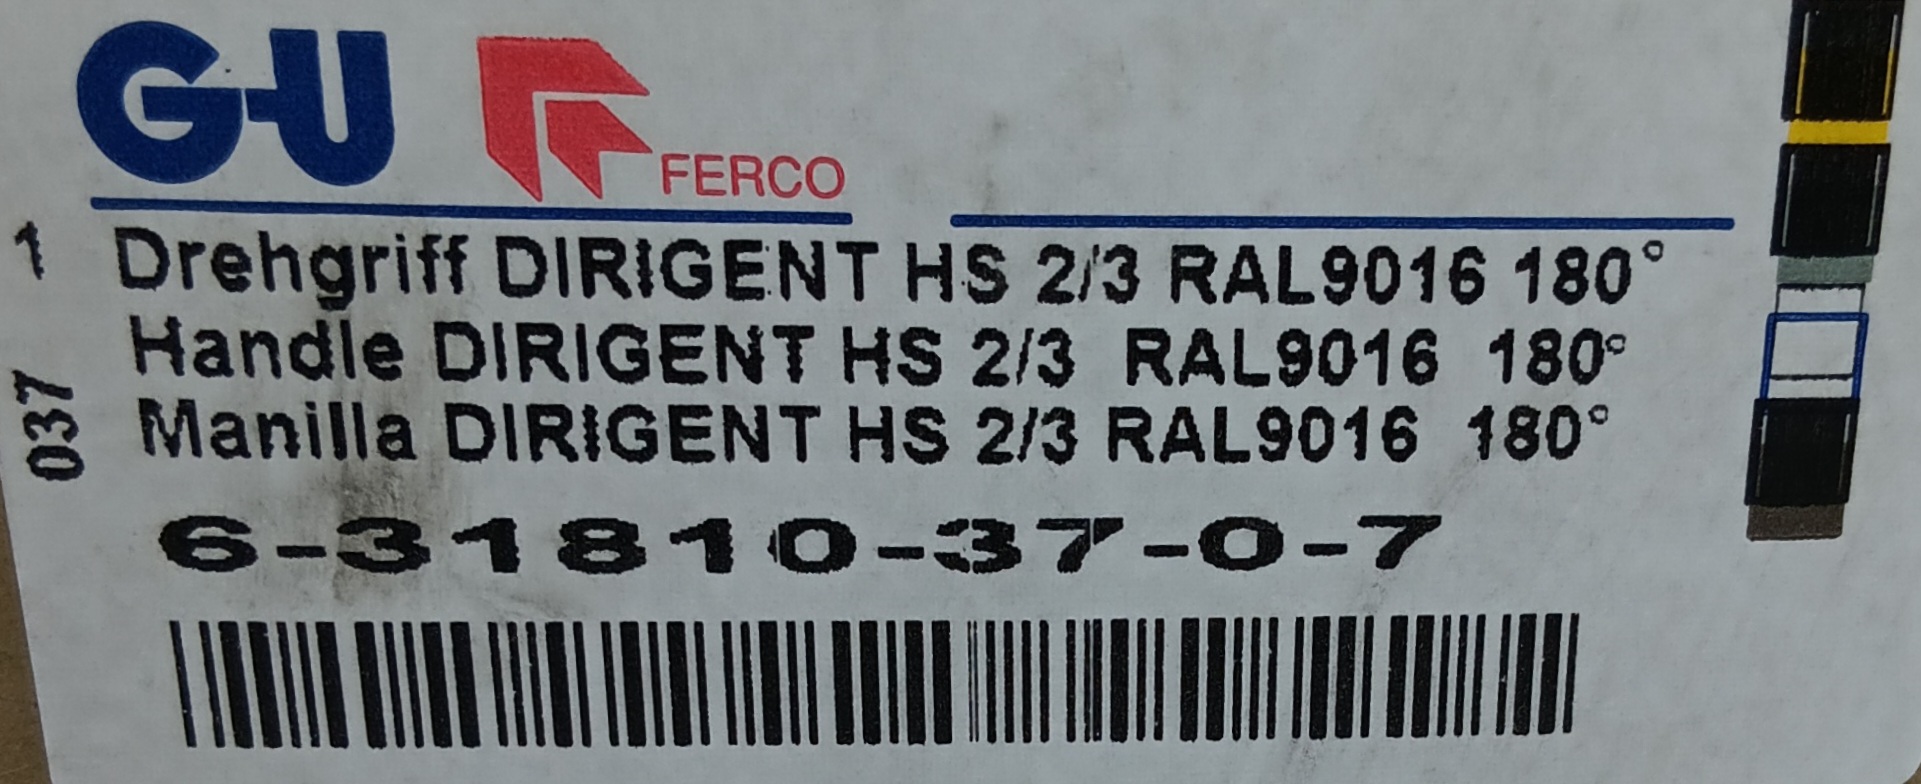 G-U FERCO
1 Drehgriff DIRIGENT HS 2/3 RAL9016 180°
Handle DIRIGENT HS 2/3 RAL9016 180°
037 Manilla DIRIGENT HS 2/3 RAL9016 180°
6-31810-37-0-7